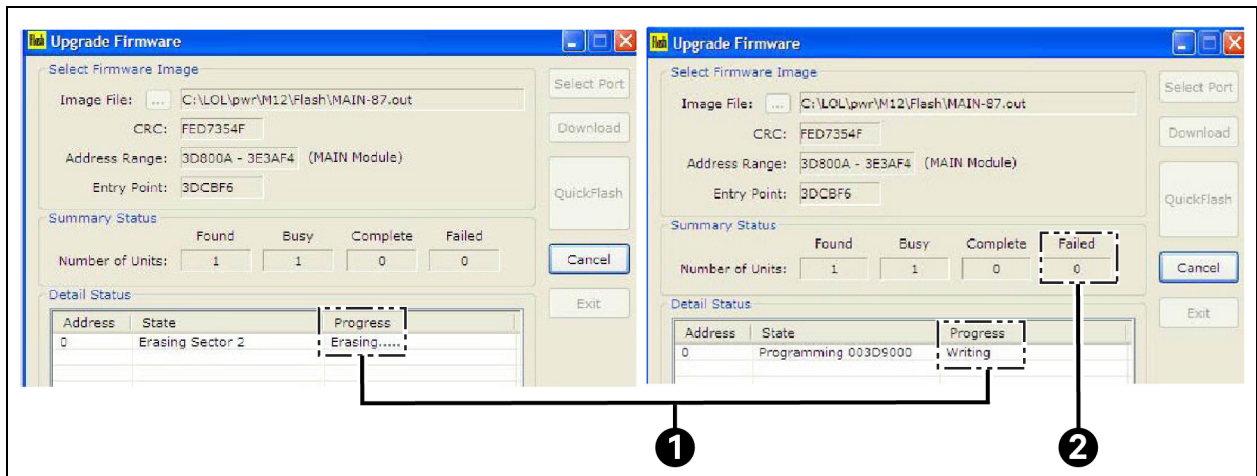 Flash Upgrade Firmware
Select Firmware Image
Image File: ... C:\LOL\pwr\M12\Flash\MAIN-87.out
CRC: FED7354F
Address Range: 3D800A - 3E3AF4 (MAIN Module)
Entry Point: 3DCBF6
Select Port
Download
QuickFlash
Cancel
Exit
Summary Status
Found Busy Complete Failed
Number of Units: 1 1 0 0
Detail Status
Address State Progress
0 Erasing Sector 2 Erasing.....
Flash Upgrade Firmware
Select Firmware Image
Image File: ... C:\LOL\pwr\M12\Flash\MAIN-87.out
CRC: FED7354F
Address Range: 3D800A - 3E3AF4 (MAIN Module)
Entry Point: 3DCBF6
Select Port
Download
QuickFlash
Cancel
Exit
Summary Status
Found Busy Complete Failed
Number of Units: 1 1 0 0
Detail Status
Address State Progress
0 Programming 003D9000 Writing
1
2